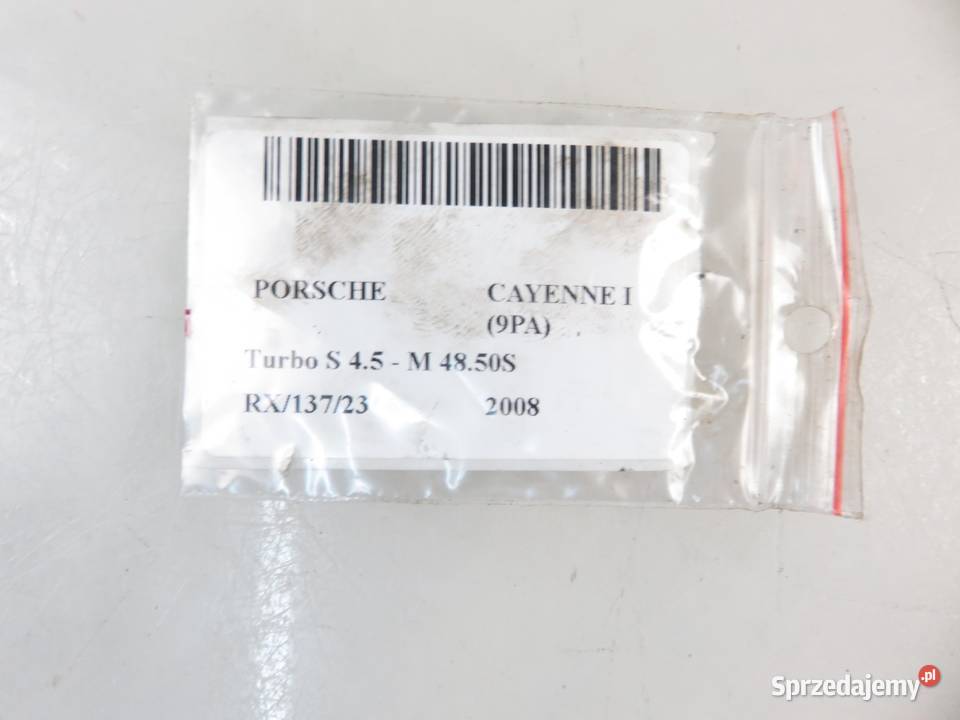 PORSCHE CAYENNE I
(9PA)
Turbo S 4.5 - M 48.50S
RX/137/23 2008
Sprzedajemy.pl